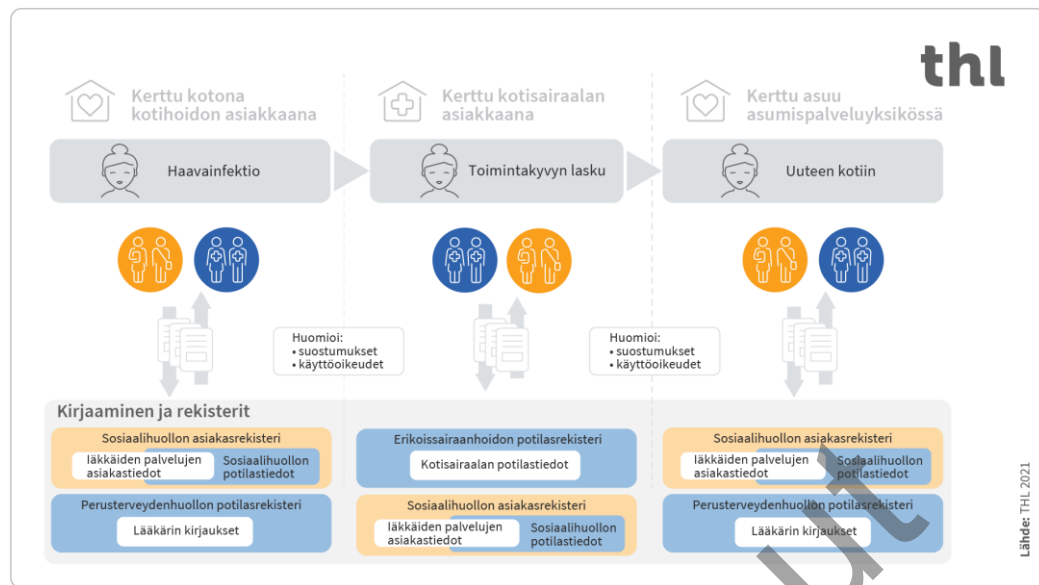 thl
Kerttu kotona
kotihoidon asiakkaana
Kerttu kotisairaalan
asiakkaana
Kerttu asuu
asumispalveluyksikössä
Haavainfektio
Toimintakyvyn lasku
Uuteen kotiin
Huomioi:
• suostumukset
• käyttöoikeudet
Huomioi:
• suostumukset
• käyttöoikeudet
Kirjaaminen ja rekisterit
Sosiaalihuollon asiakasrekisteri
Iäkkäiden palvelujen
asiakastiedot
Sosiaalihuollon
potilastiedot
Perusterveydenhuollon potilasrekisteri
Lääkärin kirjaukset
Erikoissairaanhoidon potilasrekisteri
Kotisairaalan potilastiedot
Sosiaalihuollon asiakasrekisteri
Iäkkäiden palvelujen
asiakastiedot
Sosiaalihuollon
potilastiedot
Sosiaalihuollon asiakasrekisteri
Iäkkäiden palvelujen
asiakastiedot
Sosiaalihuollon
potilastiedot
Perusterveydenhuollon potilasrekisteri
Lääkärin kirjaukset
Lähde: THL 2021